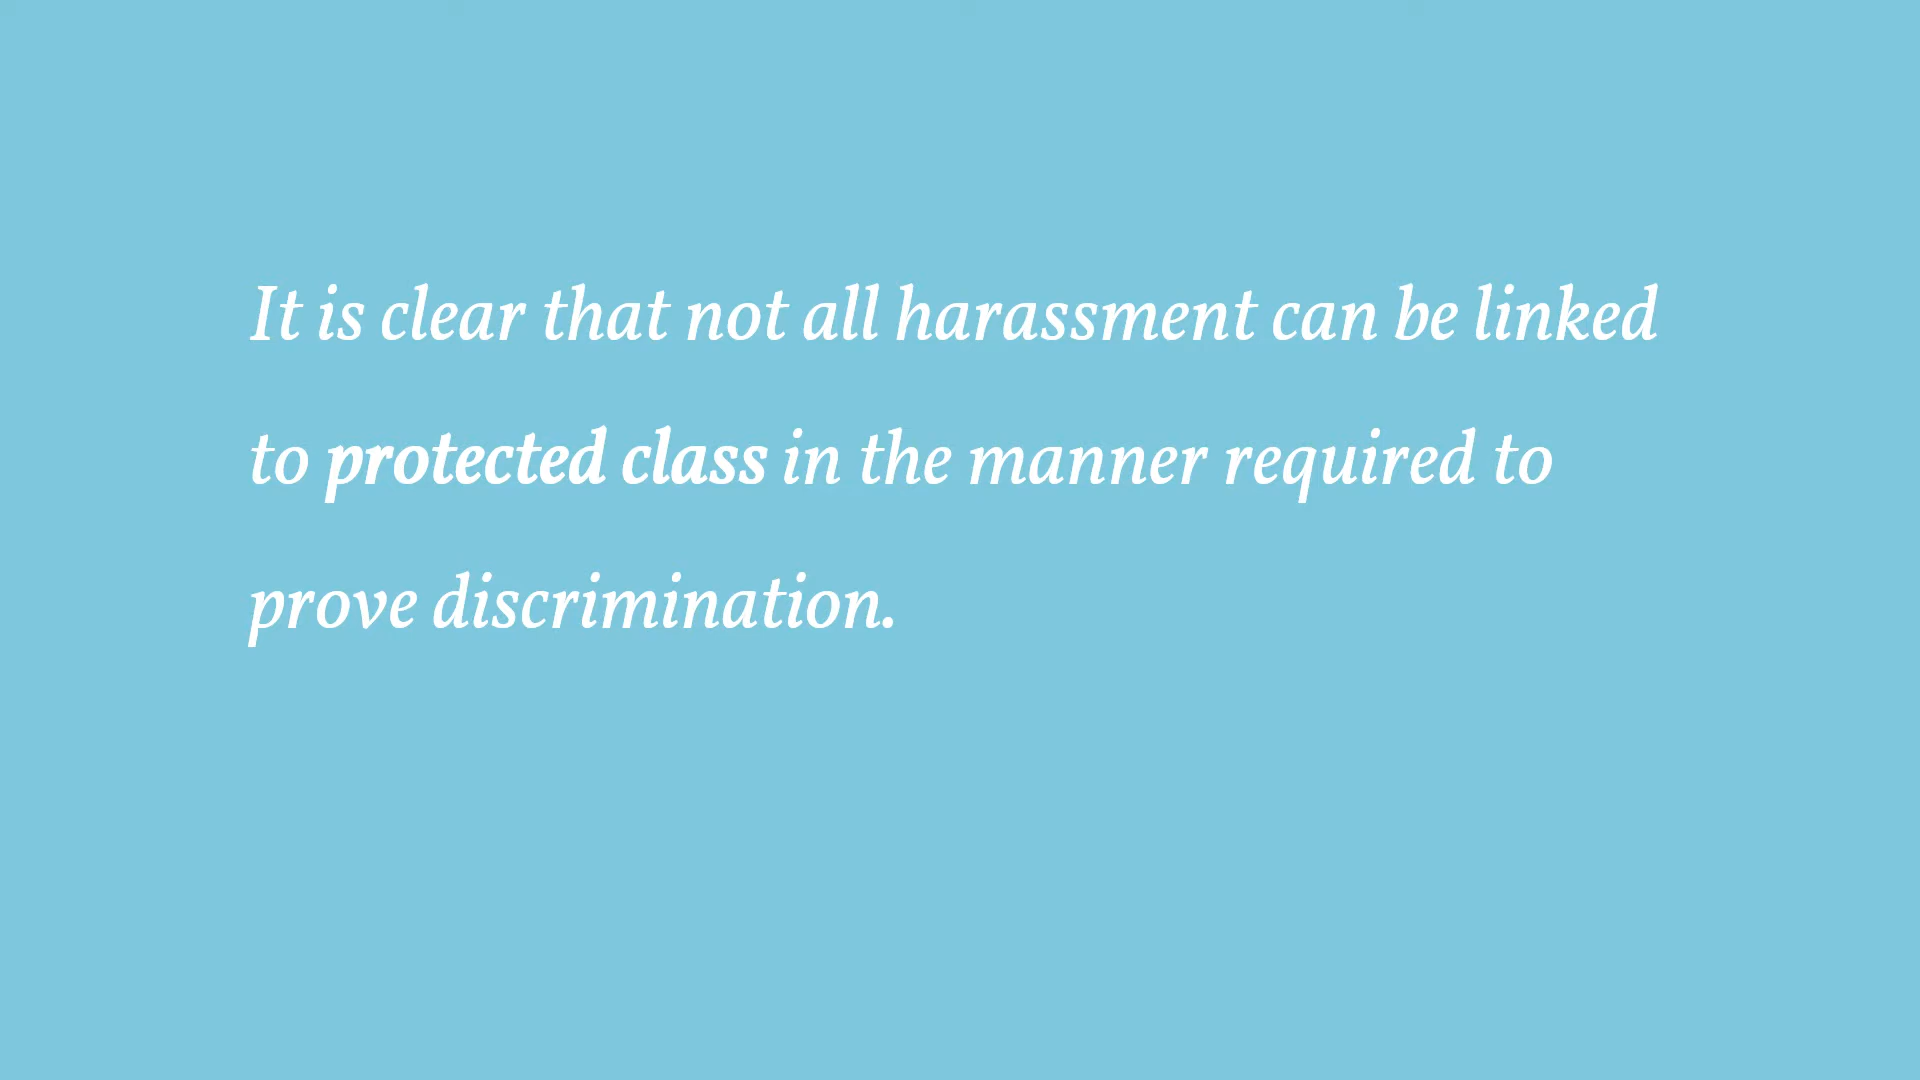 It is clear that not all harassment can be linked
to protected class in the manner required to
prove discrimination.